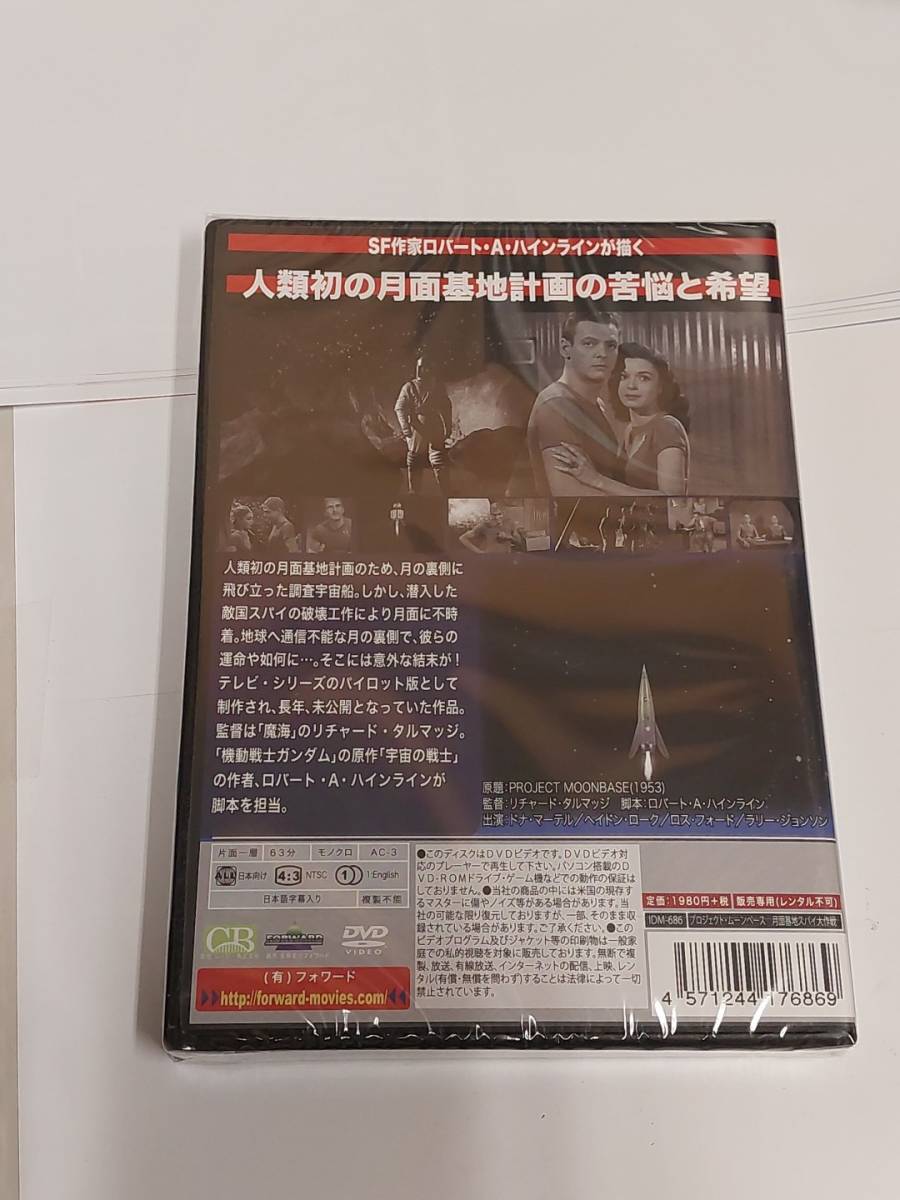 SF作家ロバート・A・ハインラインが描く
人類初の月面基地計画の苦悩と希望
人類初の月面基地計画のため、月の裏側に
飛び立った調査宇宙船。しかし、潜入した
敵国スパイの破壊工作により月面に不時
着。地球へ通信不能な月の裏側で、彼らの
運命や如何に…。そこには意外な結末が!
テレビ・シリーズのパイロット版として
制作され、長年、未公開となっていた作品。
監督は「魔海」のリチャード・タルマッジ。
「機動戦士ガンダム」の原作「宇宙の戦士」
の作者、ロバート・A・ハインラインが
脚本を担当。
原題:PROJECT MOONBASE(1953)
監督:リチャード・タルマッジ 脚本:ロバート・A・ハインライン
出演:ドナ・マーテル/ヘイドン・ローク/ロス・フォード/ラリー・ジョンソン
片面一層 63分 モノクロ AC-3
ALL 日本向け 4:3 NTSC 1 1:English
日本語字幕入り 複製不能
CB FORWARD DVD VIDEO
(有)フォワード
http://forward-movies.com/
●このディスクはDVDビデオです。DVDビデオ対
応のプレーヤーで再生して下さい。パソコン搭載のD
VD-ROMドライブ・ゲーム機などでの動作の保証は
しておりません。●当社の商品の中には米国の現存す
るマスターに傷やノイズ等がある場合があります。当
社の可能な限り復元しておりますが、一部、そのまま収
録されている場合があります。ご了承ください。●この
ビデオプログラム及びジャケット等の印刷物は一般家
庭での私的視聴を対象に販売しております。無断で複
製、放送、有線放送、インターネットの配信、上映、レン
タル(有償・無償を問わず)することは法律によって一切
禁止されています。
定価:1980円+税 販売専用(レンタル不可)
IDM-686 プロジェクト・ムーンベース 月面基地スパイ大作戦
4 571244 176869